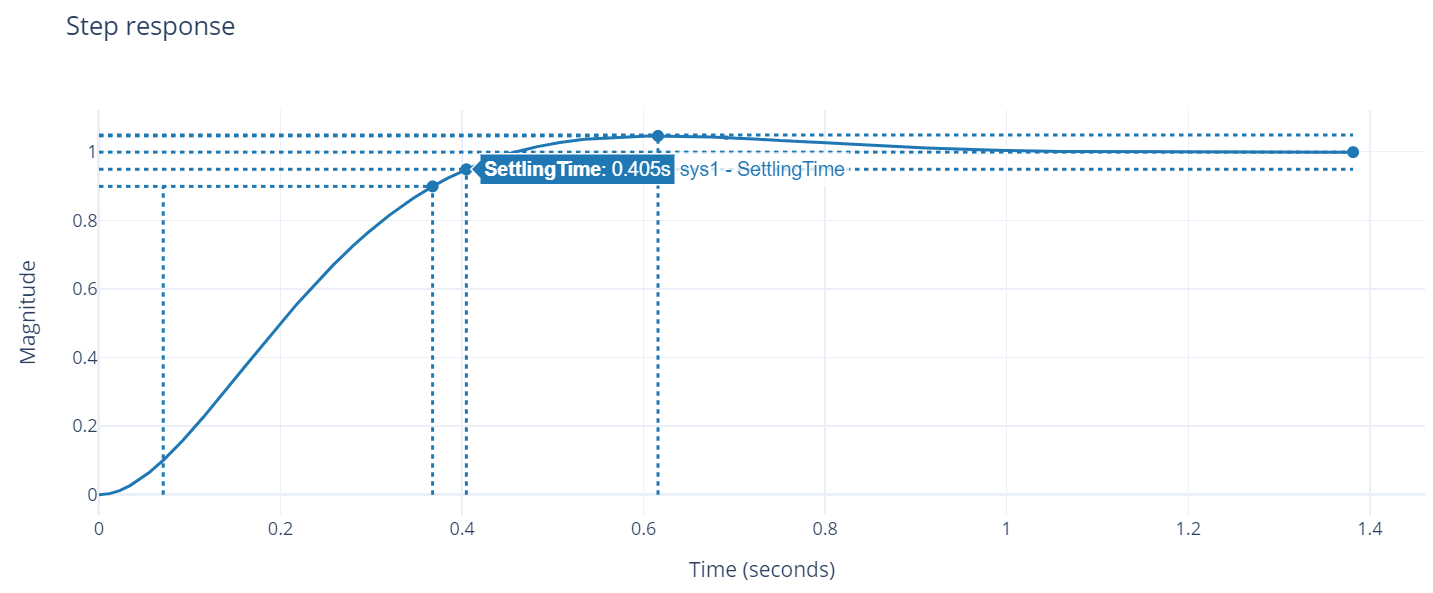 Step response
Magnitude
1
0.8
0.6
0.4
0.2
0
SettlingTime: 0.405s sys1 - SettlingTime
0 0.2 0.4 0.6 0.8 1 1.2 1.4
Time (seconds)